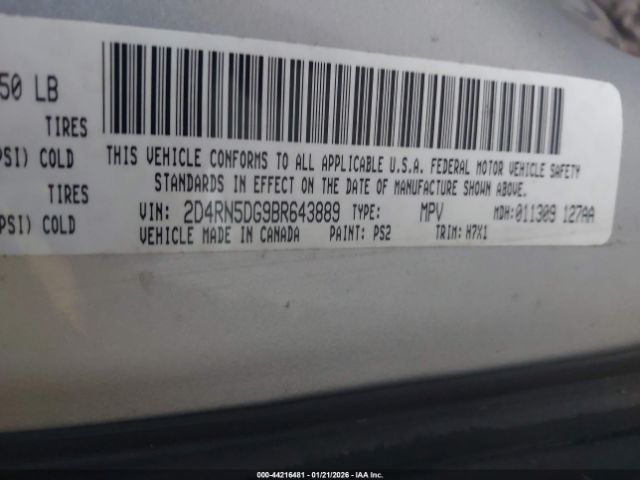 50 LB
TIRES
PSI) COLD
TIRES
PSI) COLD
THIS VEHICLE CONFORMS TO ALL APPLICABLE U.S.A. FEDERAL MOTOR VEHICLE SAFETY
STANDARDS IN EFFECT ON THE DATE OF MANUFACTURE SHOWN ABOVE.
VIN: 2D4RN5DG9BR643889 TYPE: MPV MDH:011309 127AA
VEHICLE MADE IN CANADA PAINT: PS2 TRIM: H7X1
000-44216481 - 01/21/2026 - IAA Inc.